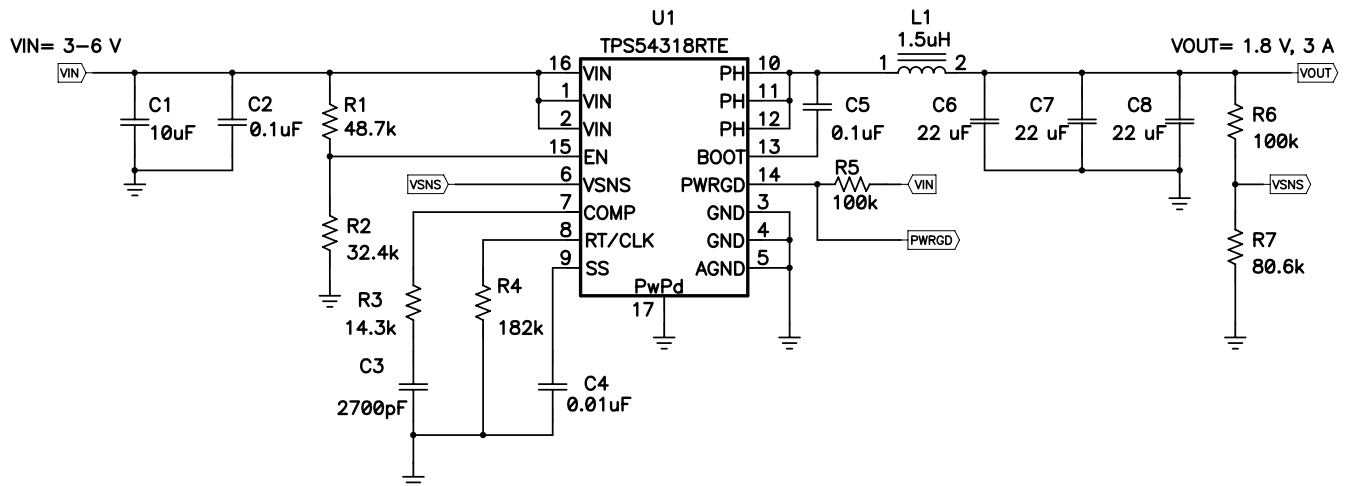 U1
TPS54318RTE
L1
1.5uH
VIN= 3-6 V
VOUT= 1.8 V, 3 A
VIN
16
VIN
PH
10
1
2
VOUT
1
VIN
PH
11
2
VIN
PH
12
15
EN
BOOT
13
6
VSNS
PWRGD
14
7
COMP
GND
3
8
RT/CLK
GND
4
9
SS
AGND
5
PwPd
17
C1
10uF
C2
0.1uF
R1
48.7k
R2
32.4k
VSNS
R3
14.3k
C3
2700pF
R4
182k
C4
0.01uF
C5
0.1uF
R5
100k
VIN
PWRGD
C6
22 uF
C7
22 uF
C8
22 uF
R6
100k
VSNS
R7
80.6k